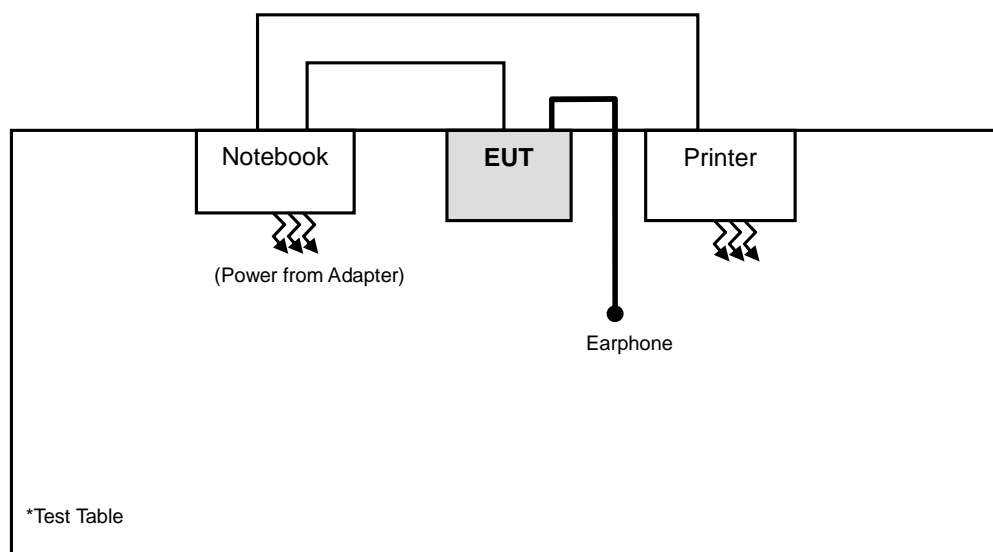 Notebook
EUT
Printer
(Power from Adapter)
Earphone
*Test Table